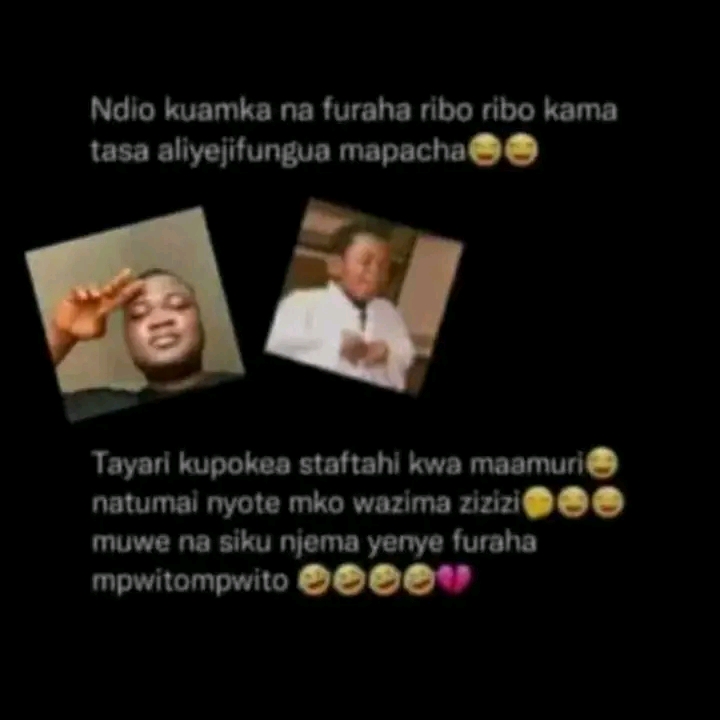 Ndio kuamka na furaha ribo ribo kama
tasa aliyejifungua mapacha😂😂
Tayari kupokea staftahi kwa maamuri😂
natumai nyote mko wazima zizizi🫢😂😂
muwe na siku njema yenye furaha
mpwitompwito 🤣🤣🤣🤣💔